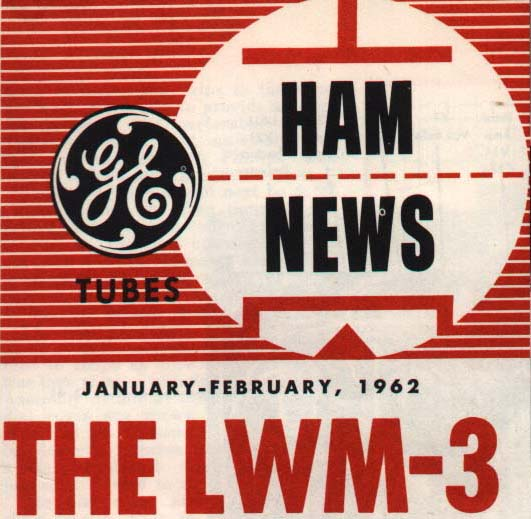 HAM
NEWS
GE
TUBES
JANUARY-FEBRUARY, 1962
THE LWM-3